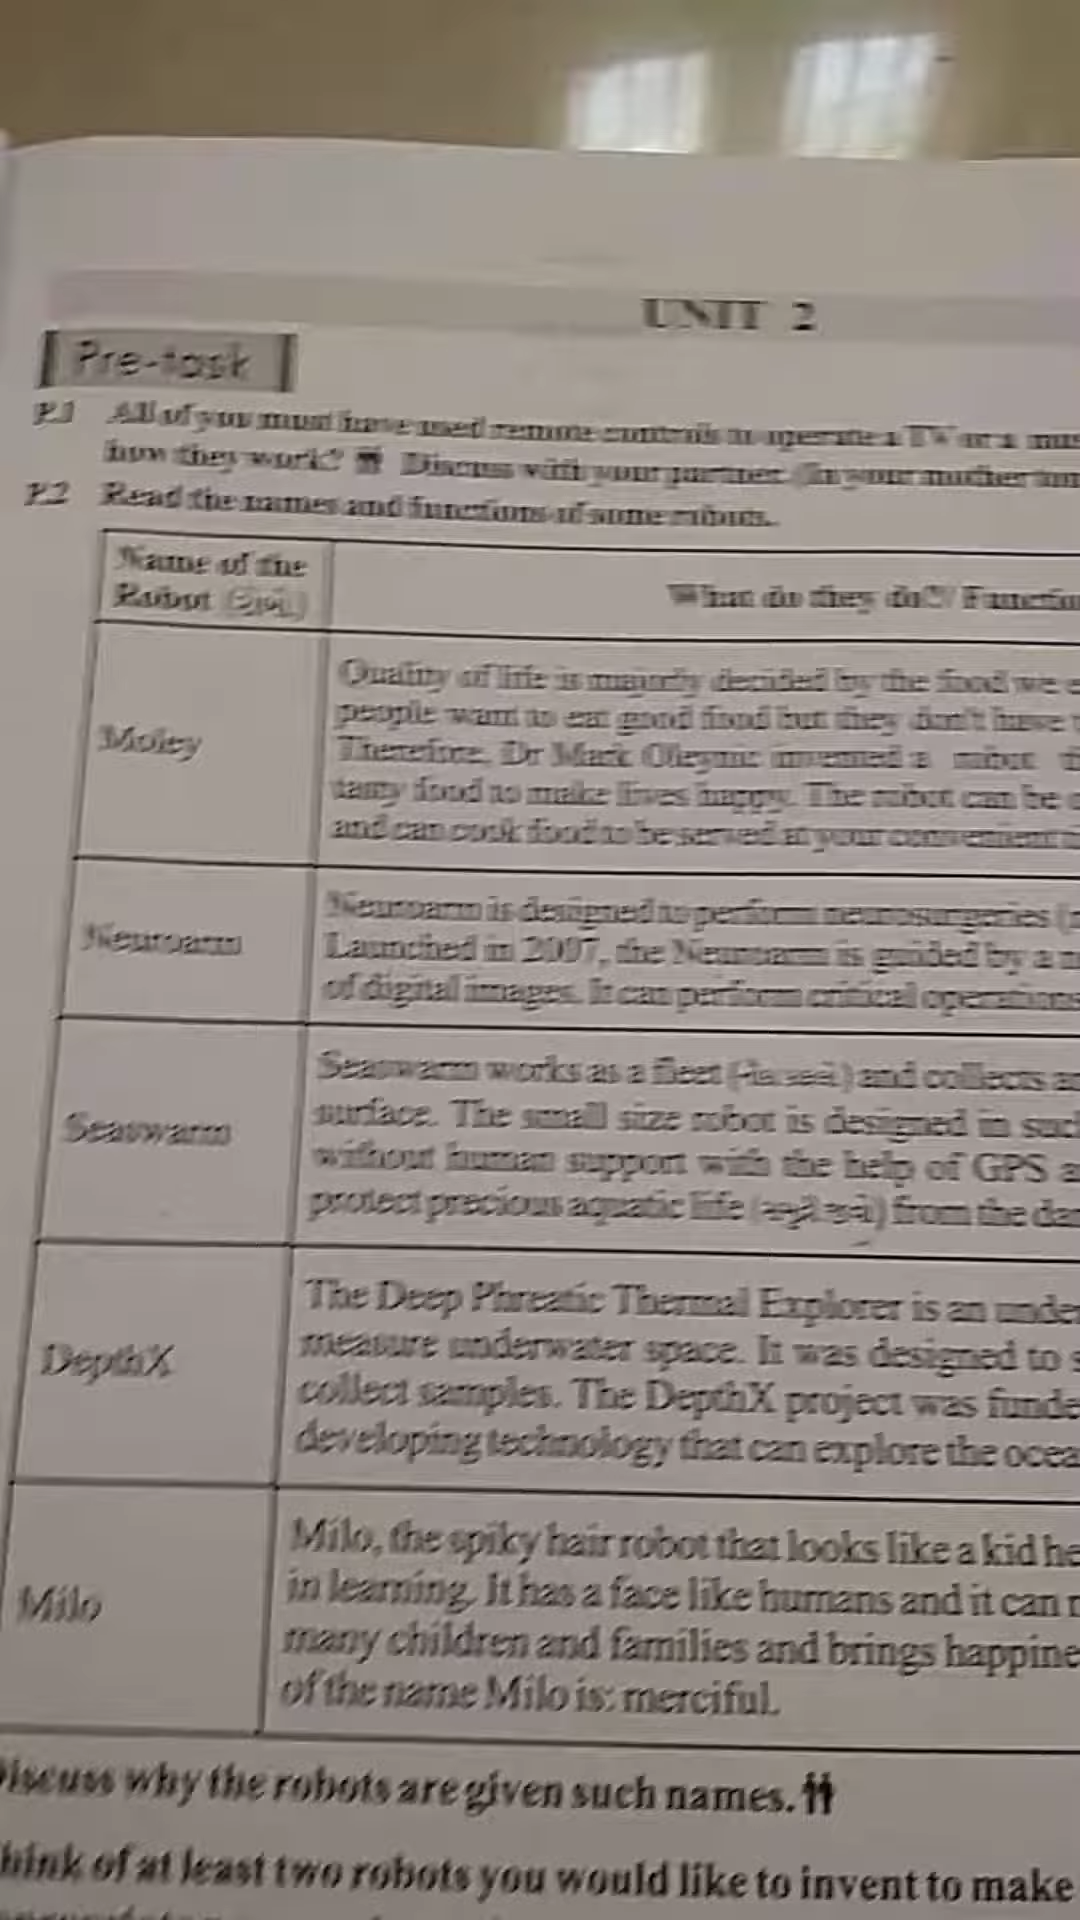 UNIT 2
Pre-task
P.1 All of you must have used remote controls to operate a TV or a
how they work? Discuss with your partner. (In your mother
P.2 Read the names and functions of some robots.
Name of the
Robot
What do they do?/
Quality of life is majorly decided by the food we
people want to eat good food but they don't have
Moley
Therefore, Dr Mark Oleynic invented a robot
tasty food to make lives happy. The robot can be
and can cook food to be served at your convenient
Neuroarm is designed to perform neurosurgeries
Neuroarm
Launched in 2007, the Neuroarm is guided by a
of digital images. It can perform critical operations
Seaswarm works as a fleet and collects
Seaswarm
surface. The small size robot is designed in
without human support with the help of GPS
protect precious aquatic life from the
The Deep Phreatic Thermal Explorer is an
DepthX
measure underwater space. It was designed to
collect samples. The DepthX project was
developing technology that can explore the
Milo, the spiky hair robot that looks like a kid
Milo
in learning. It has a face like humans and it can
many children and families and brings
of the name Milo is: merciful.
iscuss why the robots are given such names.
hink of at least two robots you would like to invent to make